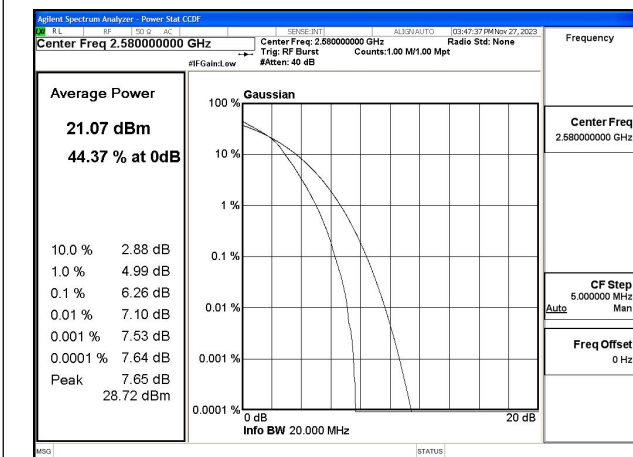 Agilent Spectrum Analyzer - Power Stat CCDF
RL RF 50 Ω AC SENSE:INT ALIGN AUTO 03:47:37 PM Nov 27, 2023
Center Freq 2.580000000 GHz
Center Freq: 2.580000000 GHz Radio Std: None
Trig: RF Burst Counts:1.00 M/1.00 Mpt
#IFGain:Low #Atten: 40 dB
Frequency
Average Power
21.07 dBm
44.37 % at 0dB
10.0 % 2.88 dB
1.0 % 4.99 dB
0.1 % 6.26 dB
0.01 % 7.10 dB
0.001 % 7.53 dB
0.0001 % 7.64 dB
Peak 7.65 dB
28.72 dBm
Gaussian
100 %
10 %
1 %
0.1 %
0.01 %
0.001 %
0.0001 %
0 dB 20 dB
Info BW 20.000 MHz
Center Freq
2.580000000 GHz
CF Step
5.000000 MHz
Auto Man
Freq Offset
0 Hz
MSG STATUS